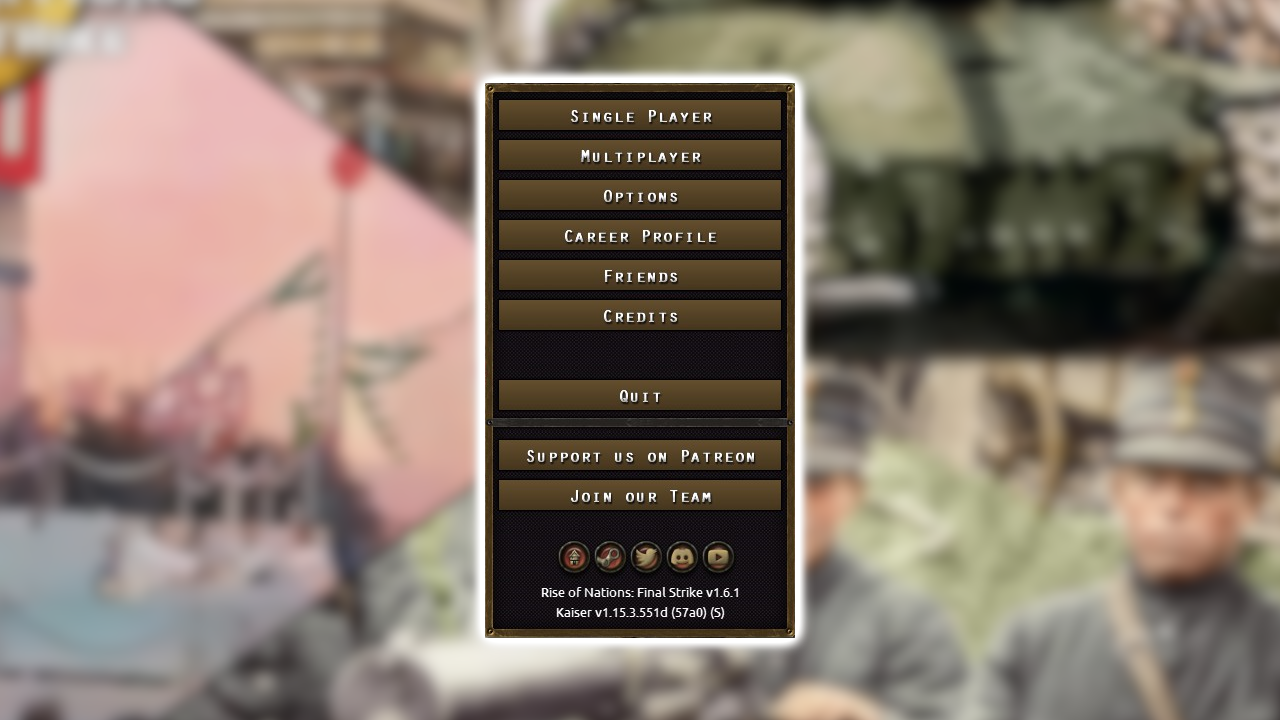 Single Player
Multiplayer
Options
Career Profile
Friends
Credits
Quit
Support us on Patreon
Join our Team
Rise of Nations: Final Strike v1.6.1
Kaiser v1.15.3.551d (57a0) (S)